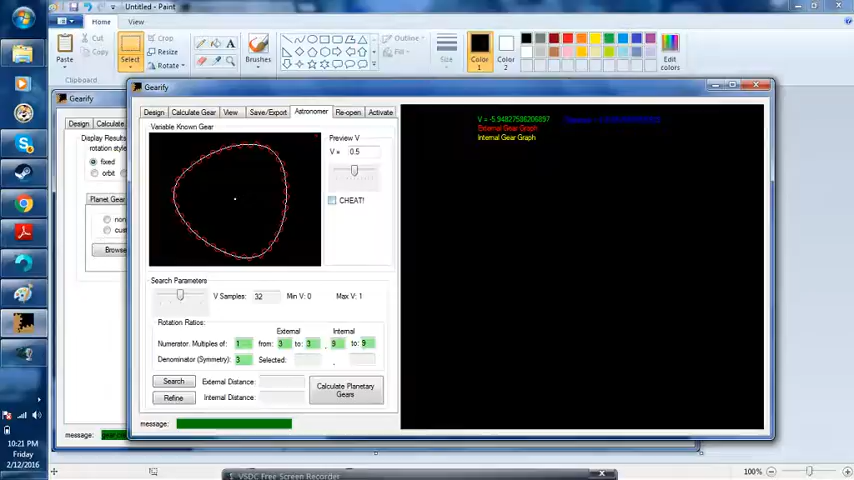 Untitled - Paint
Home View
Paste
Cut
Copy
Clipboard
Select
Crop
Resize
Rotate
Brushes
Outline
Fill
Size
Color 1
Color 2
Edit colors
Gearify
Design Calculate
Display Results
rotation style
fixed
orbit
Planet Gear
non
cus
Browse
message:
Gearify
Design Calculate Gear View Save/Export Astronomer Re-open Activate
Variable Known Gear
Preview V
V = 0.5
CHEAT!
Search Parameters
V Samples: 32 Min V: 0 Max V: 1
Rotation Ratios: External Internal
Numerator: Multiples of: 1 from: 3 to: 3 , 9 to: 9
Denominator (Symmetry): 3 Selected: ,
Search External Distance:
Refine Internal Distance:
Calculate Planetary Gears
message:
V = -5.94827586206897
External Gear Graph
Internal Gear Graph
10:21 PM
Friday
2/12/2016
VSDC Free Screen Recorder
100%